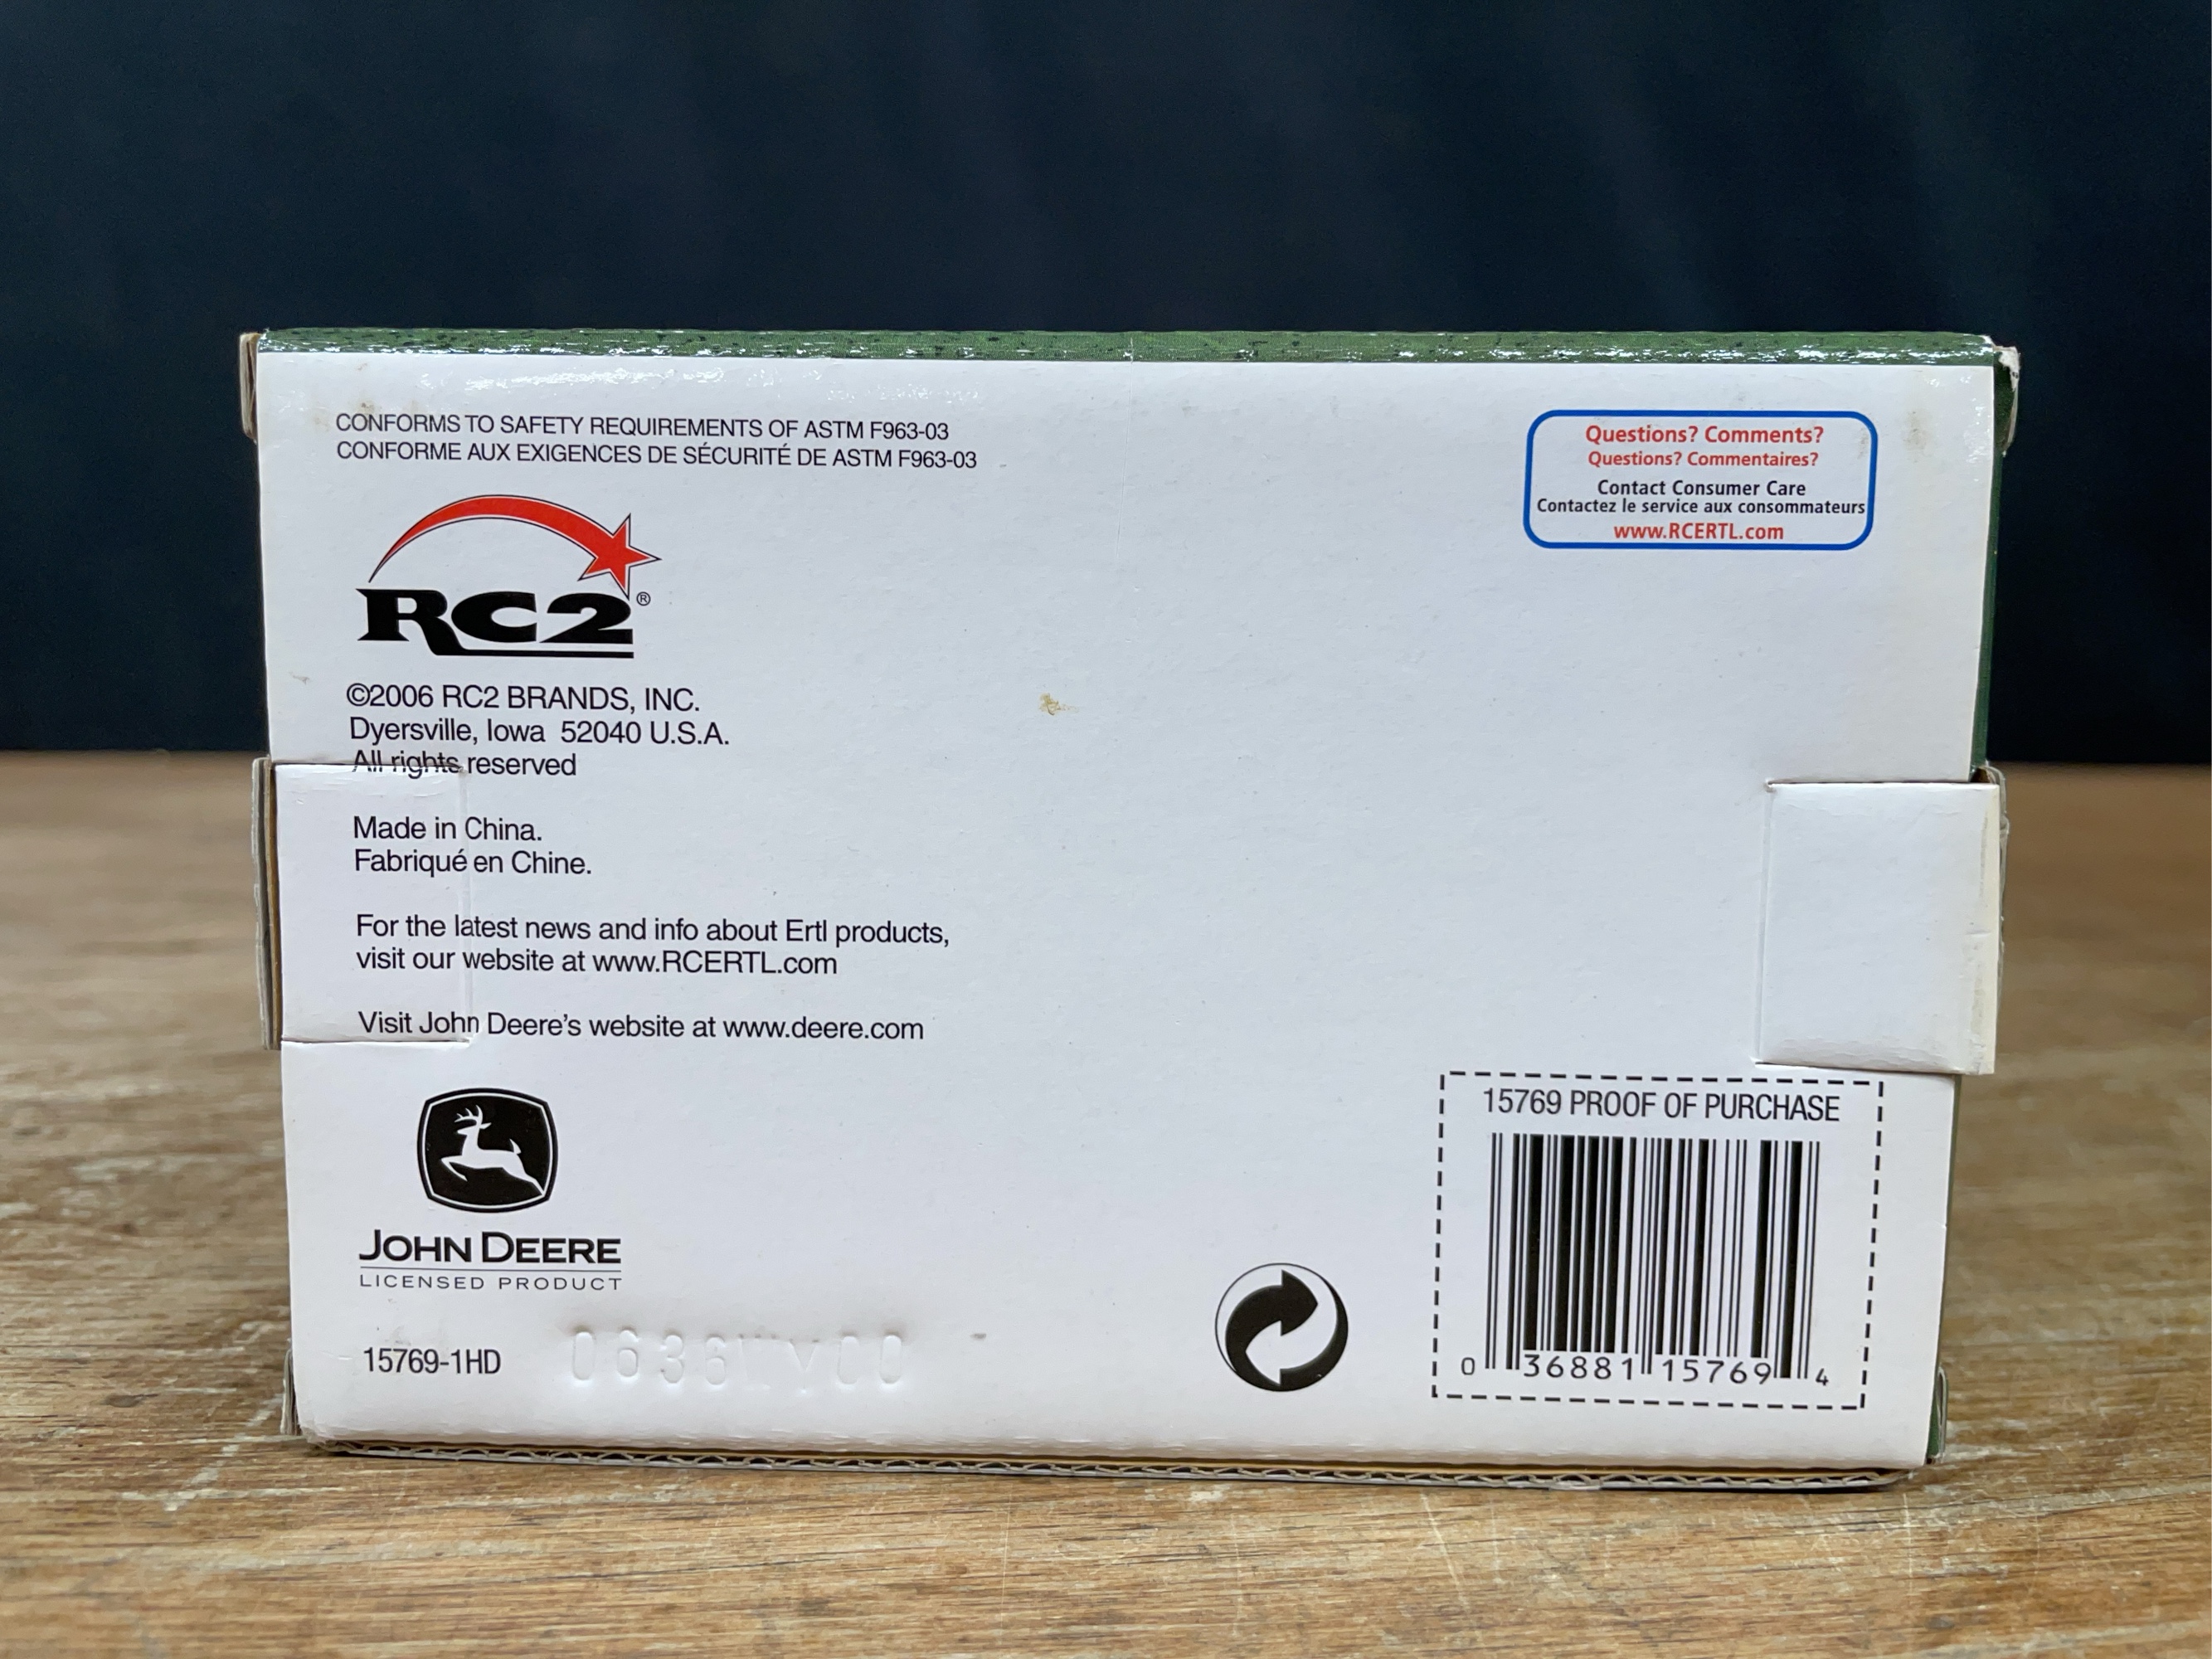 CONFORMS TO SAFETY REQUIREMENTS OF ASTM F963-03
CONFORME AUX EXIGENCES DE SÉCURITÉ DE ASTM F963-03
Questions? Comments?
Questions? Commentaires?
Contact Consumer Care
Contactez le service aux consommateurs
www.RCERTL.com
RC2®
©2006 RC2 BRANDS, INC.
Dyersville, Iowa 52040 U.S.A.
All rights reserved
Made in China.
Fabriqué en Chine.
For the latest news and info about Ertl products,
visit our website at www.RCERTL.com
Visit John Deere's website at www.deere.com
JOHN DEERE
LICENSED PRODUCT
15769-1HD
15769 PROOF OF PURCHASE
0 36881 15769 4